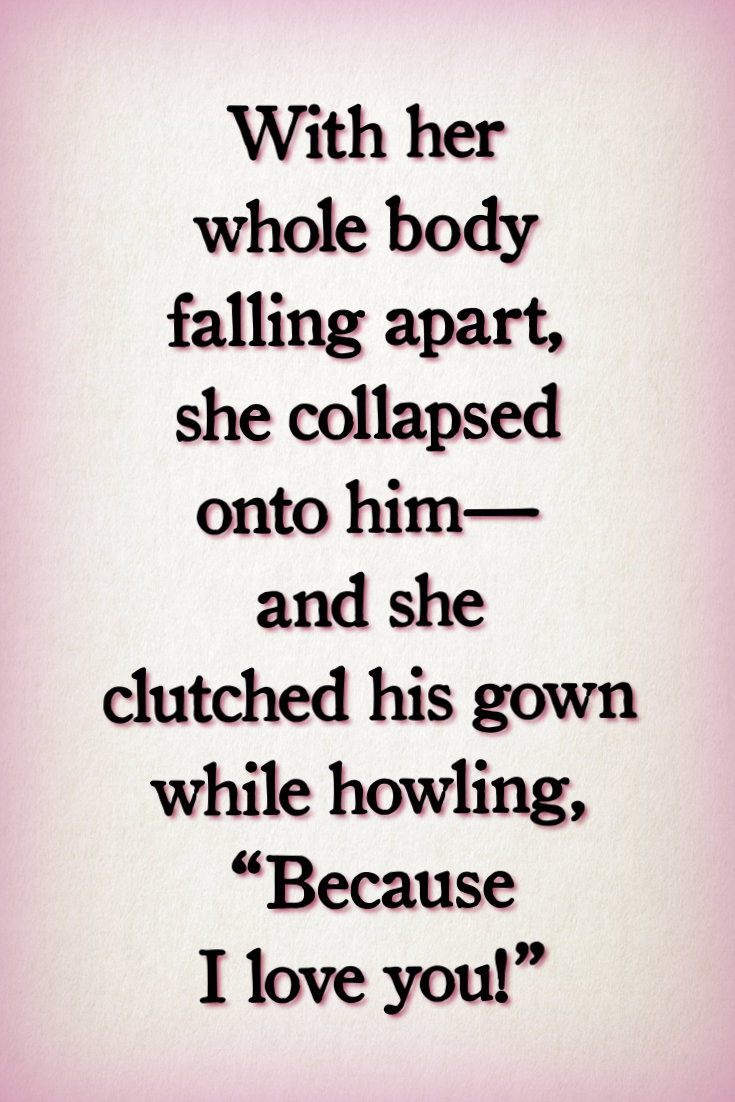 With her
whole body
falling apart,
she collapsed
onto him—
and she
clutched his gown
while howling,
“Because
I love you!”